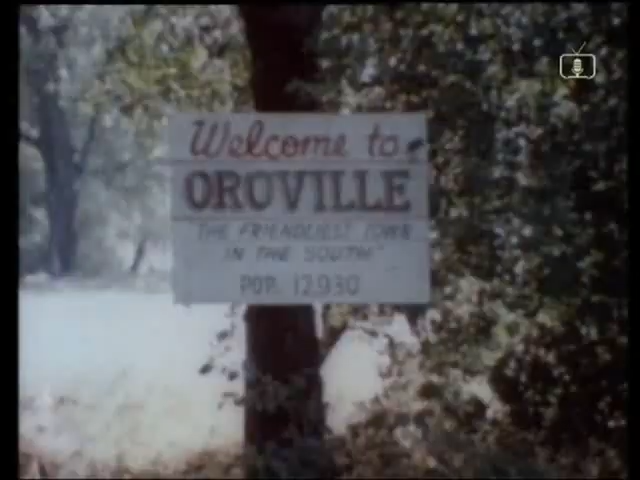 Welcome to
OROVILLE
"THE FRIENDLIEST TOWN
IN THE SOUTH"
POP. 12,930